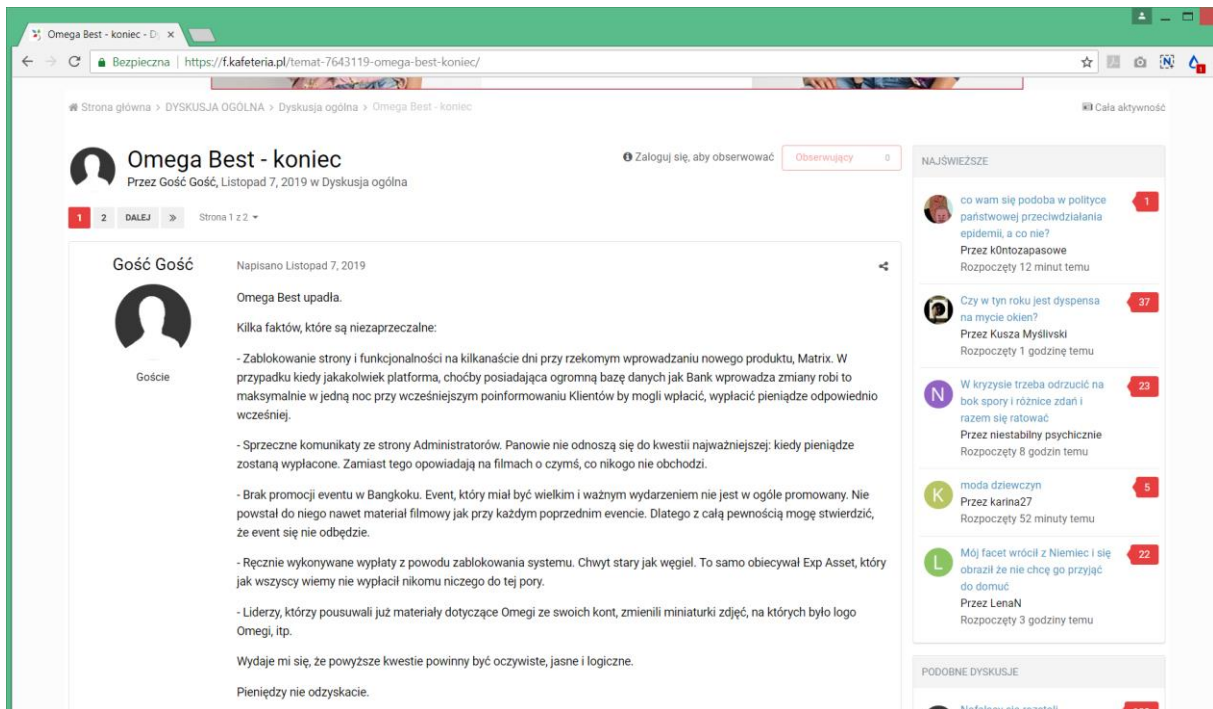 Omega Best - koniec - Dy
Bezpieczna | https://f.kafeteria.pl/temat-7643119-omega-best-koniec/
Strona główna > DYSKUSJA OGÓLNA > Dyskusja ogólna > Omega Best - koniec
Cała aktywność
Omega Best - koniec
Przez Gość Gość, Listopad 7, 2019 w Dyskusja ogólna
Zaloguj się, aby obserwować
Obserwujący 0
1 2 DALEJ » Strona 1 z 2
Gość Gość
Goście
Napisano Listopad 7, 2019
Omega Best upadła.
Kilka faktów, które są niezaprzeczalne:
- Zablokowanie strony i funkcjonalności na kilkanaście dni przy rzekomym wprowadzaniu nowego produktu, Matrix. W
przypadku kiedy jakakolwiek platforma, choćby posiadająca ogromną bazę danych jak Bank wprowadza zmiany robi to
maksymalnie w jedną noc przy wcześniejszym poinformowaniu Klientów by mogli wpłacić, wypłacić pieniądze odpowiednio
wcześniej.
- Sprzeczne komunikaty ze strony Administratorów. Panowie nie odnoszą się do kwestii najważniejszej: kiedy pieniądze
zostaną wypłacone. Zamiast tego opowiadają na filmach o czymś, co nikogo nie obchodzi.
- Brak promocji eventu w Bangkoku. Event, który miał być wielkim i ważnym wydarzeniem nie jest w ogóle promowany. Nie
powstał do niego nawet materiał filmowy jak przy każdym poprzednim evencie. Dlatego z całą pewnością mogę stwierdzić,
że event się nie odbędzie.
- Ręcznie wykonywane wypłaty z powodu zablokowania systemu. Chwyt stary jak węgiel. To samo obiecywał Exp Asset, który
jak wszyscy wiemy nie wypłacił nikomu niczego do tej pory.
- Liderzy, którzy pousuwali już materiały dotyczące Omegi ze swoich kont, zmienili miniaturki zdjęć, na których było logo
Omegi, itp.
Wydaje mi się, że powyższe kwestie powinny być oczywiste, jasne i logiczne.
Pieniędzy nie odzyskacie.
NAJŚWIEŻSZE
co wam się podoba w polityce
państwowej przeciwdziałania
epidemii, a co nie?
1
Przez k0ntozapasowe
Rozpoczęty 12 minut temu
Czy w tyn roku jest dyspensa
na mycie okien?
37
Przez Kusza Myślivski
Rozpoczęty 1 godzinę temu
N
W kryzysie trzeba odrzucić na
bok spory i różnice zdań i
razem się ratować
23
Przez niestabilny psychicznie
Rozpoczęty 8 godzin temu
K
moda dziewczyn
5
Przez karina27
Rozpoczęty 52 minuty temu
L
Mój facet wrócił z Niemiec i się
obraził że nie chcę go przyjąć
do domuć
22
Przez LenaN
Rozpoczęty 3 godziny temu
PODOBNE DYSKUSJE